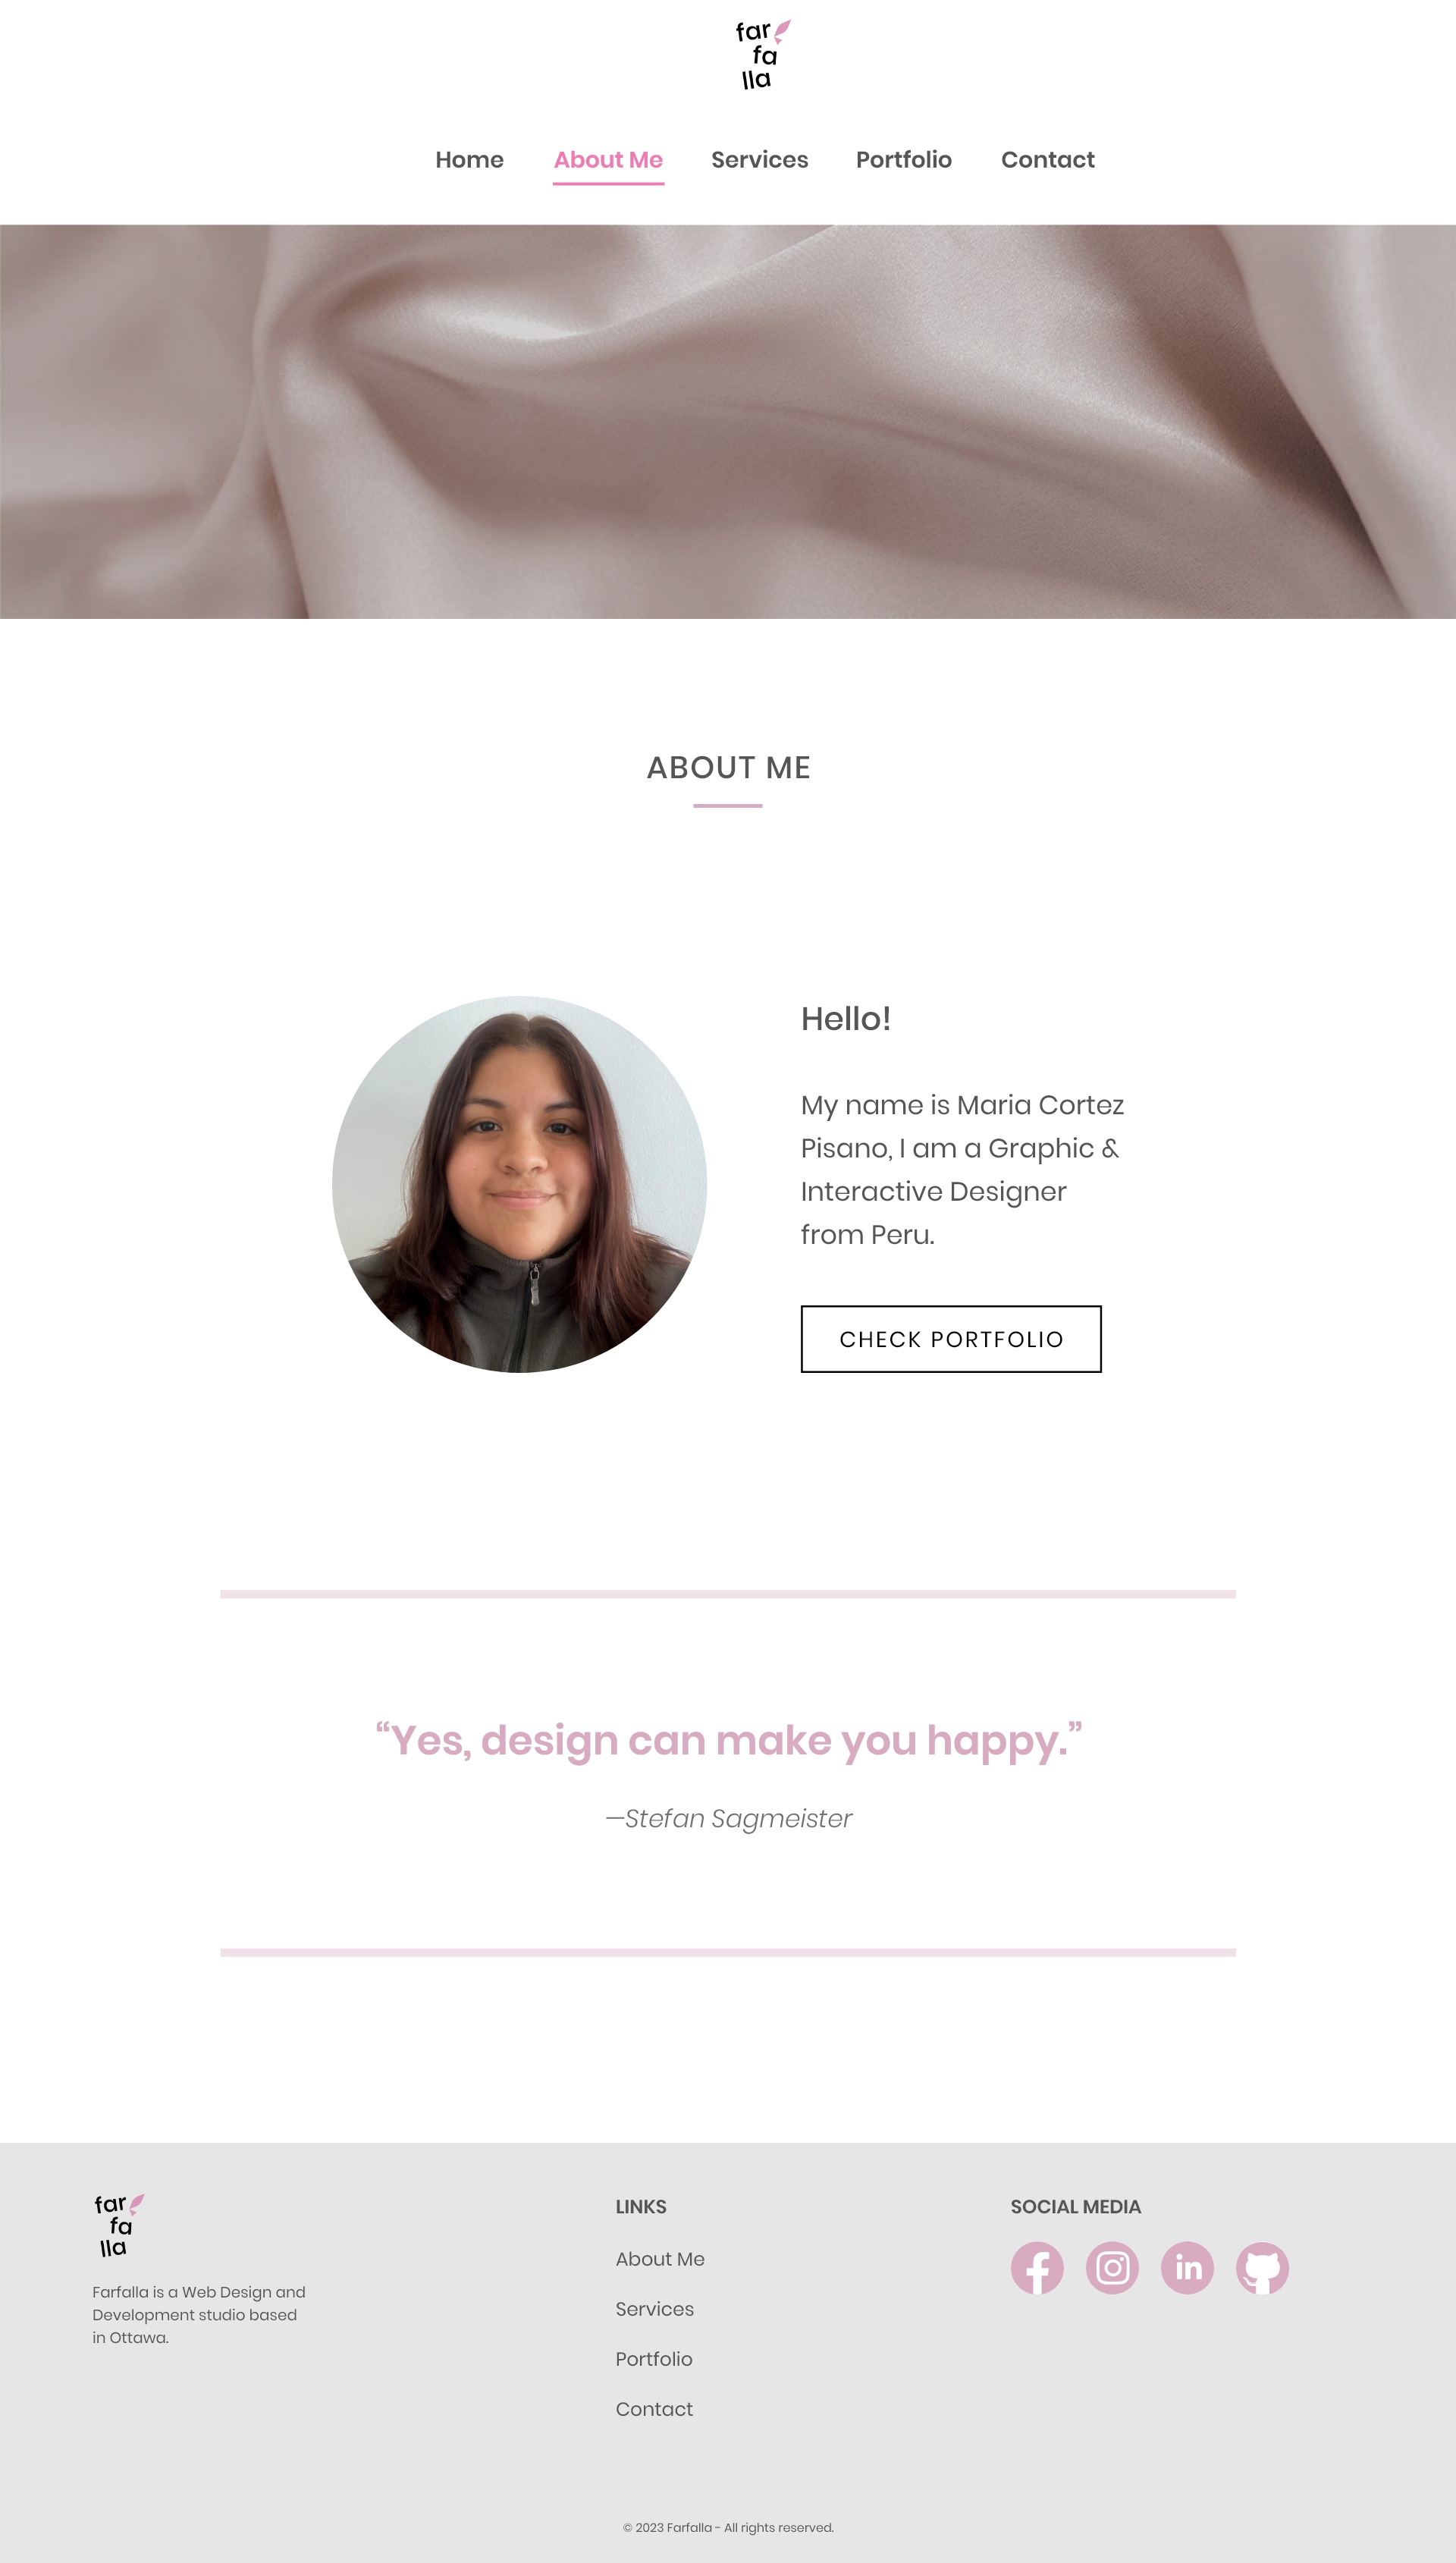 far
fa
lla
Home About Me Services Portfolio Contact
ABOUT ME
Hello!
My name is Maria Cortez
Pisano, I am a Graphic &
Interactive Designer
from Peru.
CHECK PORTFOLIO
“Yes, design can make you happy.”
—Stefan Sagmeister
far
fa
lla
Farfalla is a Web Design and
Development studio based
in Ottawa.
LINKS
About Me
Services
Portfolio
Contact
SOCIAL MEDIA
in
© 2023 Farfalla - All rights reserved.